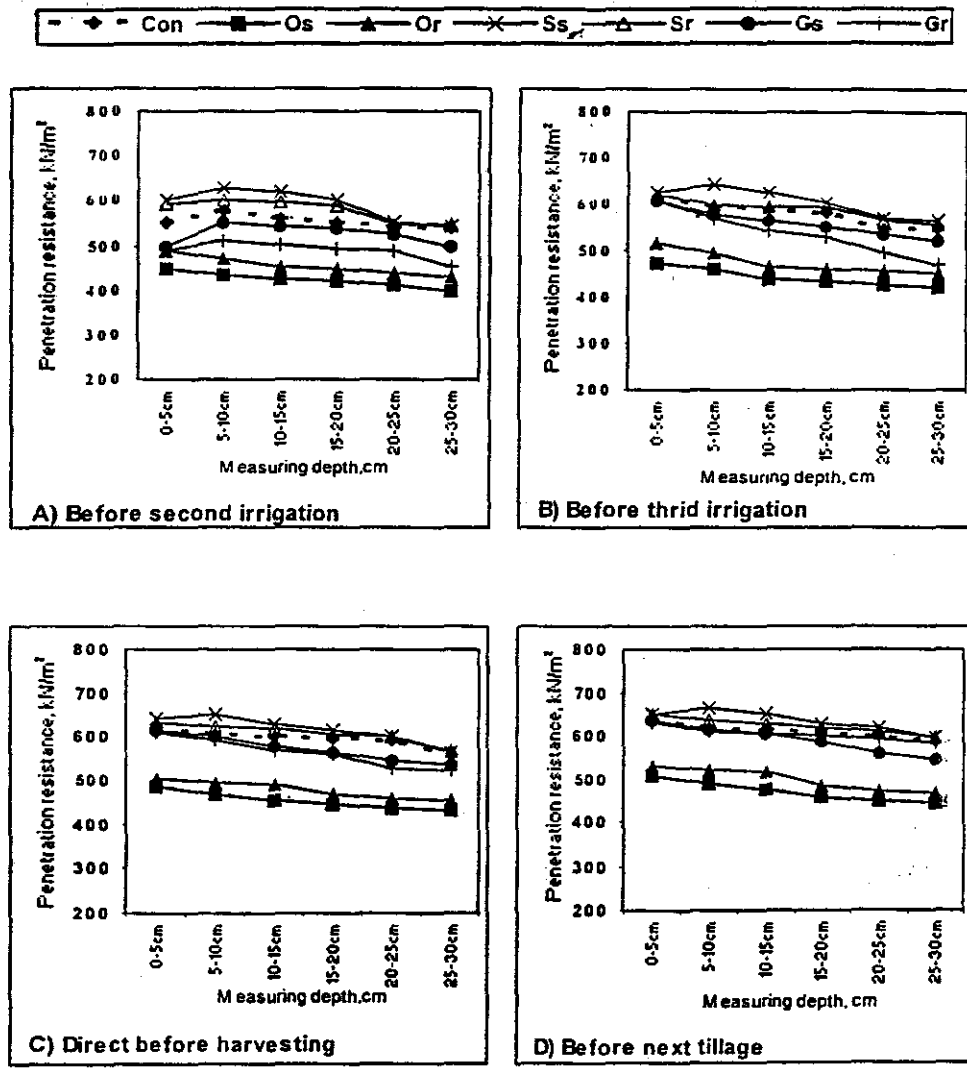 Con Os Or Ss Sr Gs Gr
Penetration resistance, kN/m²
800
700
600
500
400
300
200
0-5cm
5-10cm
10-15cm
15-20cm
20-25cm
25-30cm
Measuring depth,cm
A) Before second irrigation
Penetration resistance, kN/m²
800
700
600
500
400
300
200
0-5cm
5-10cm
10-15cm
15-20cm
20-25cm
25-30cm
Measuring depth, cm
B) Before thrid irrigation
Penetration resistance, kN/m²
800
700
600
500
400
300
200
0-5cm
5-10cm
10-15cm
15-20cm
20-25cm
25-30cm
Measuring depth,cm
C) Direct before harvesting
Penetration resistance, kN/m²
800
700
600
500
400
300
200
0-5cm
5-10cm
10-15cm
15-20cm
20-25cm
25-30cm
Measuring depth, cm
D) Before next tillage